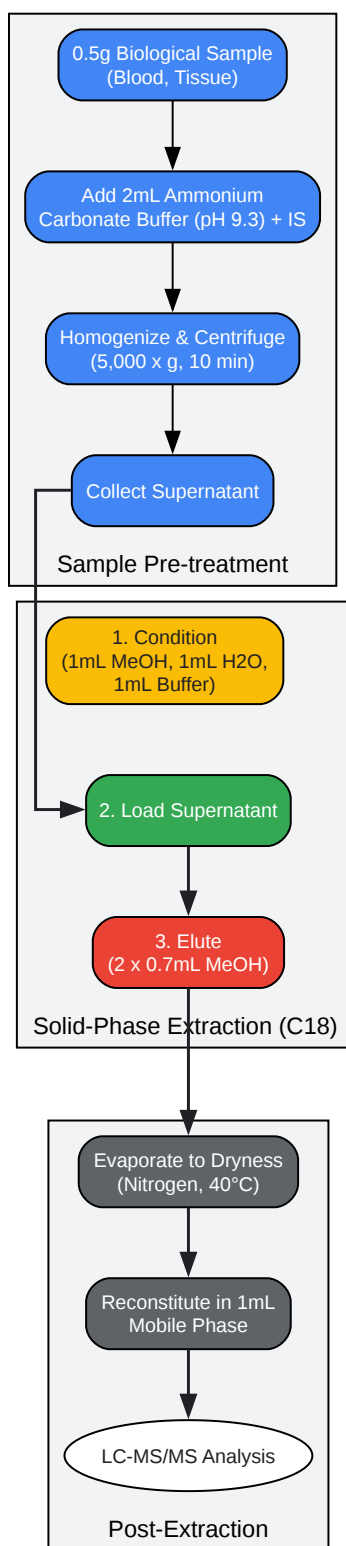 0.5g Biological Sample
(Blood, Tissue)
Add 2mL Ammonium
Carbonate Buffer (pH 9.3) + IS
Homogenize & Centrifuge
(5,000 x g, 10 min)
Collect Supernatant
Sample Pre-treatment
1. Condition
(1mL MeOH, 1mL H2O,
1mL Buffer)
2. Load Supernatant
3. Elute
(2 x 0.7mL MeOH)
Solid-Phase Extraction (C18)
Evaporate to Dryness
(Nitrogen, 40°C)
Reconstitute in 1mL
Mobile Phase
LC-MS/MS Analysis
Post-Extraction